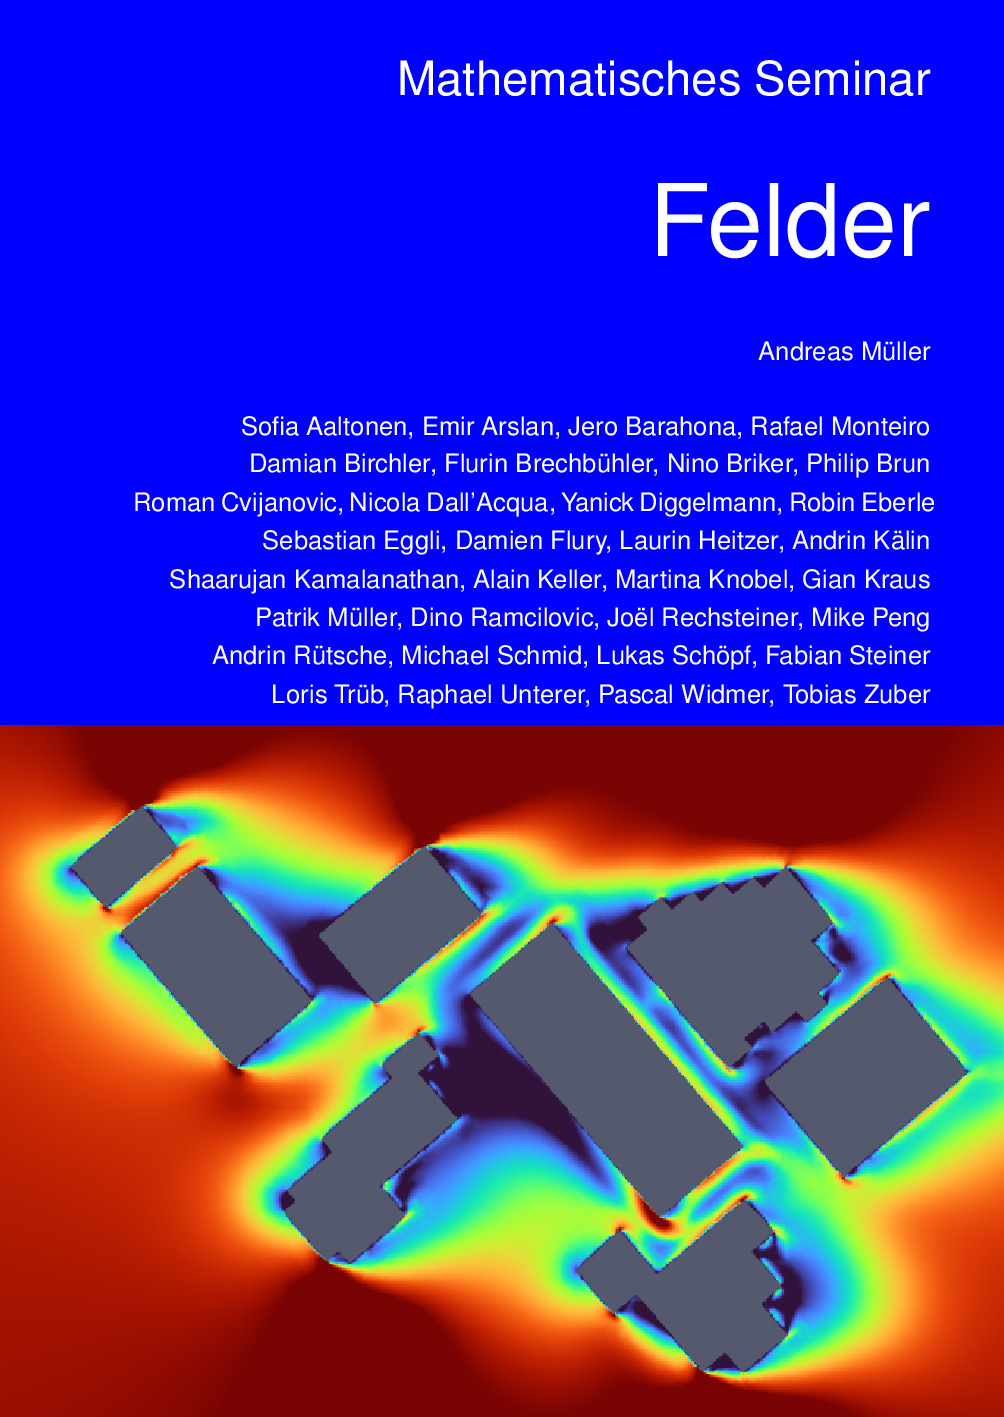 Mathematisches Seminar
Felder
Andreas Müller
Sofia Aaltonen, Emir Arslan, Jero Barahona, Rafael Monteiro
Damian Birchler, Flurin Brechbühler, Nino Briker, Philip Brun
Roman Cvijanovic, Nicola Dall'Acqua, Yanick Diggelmann, Robin Eberle
Sebastian Eggli, Damien Flury, Laurin Heitzer, Andrin Kälin
Shaarujan Kamalanathan, Alain Keller, Martina Knobel, Gian Kraus
Patrik Müller, Dino Ramcilovic, Joël Rechsteiner, Mike Peng
Andrin Rütsche, Michael Schmid, Lukas Schöpf, Fabian Steiner
Loris Trüb, Raphael Unterer, Pascal Widmer, Tobias Zuber